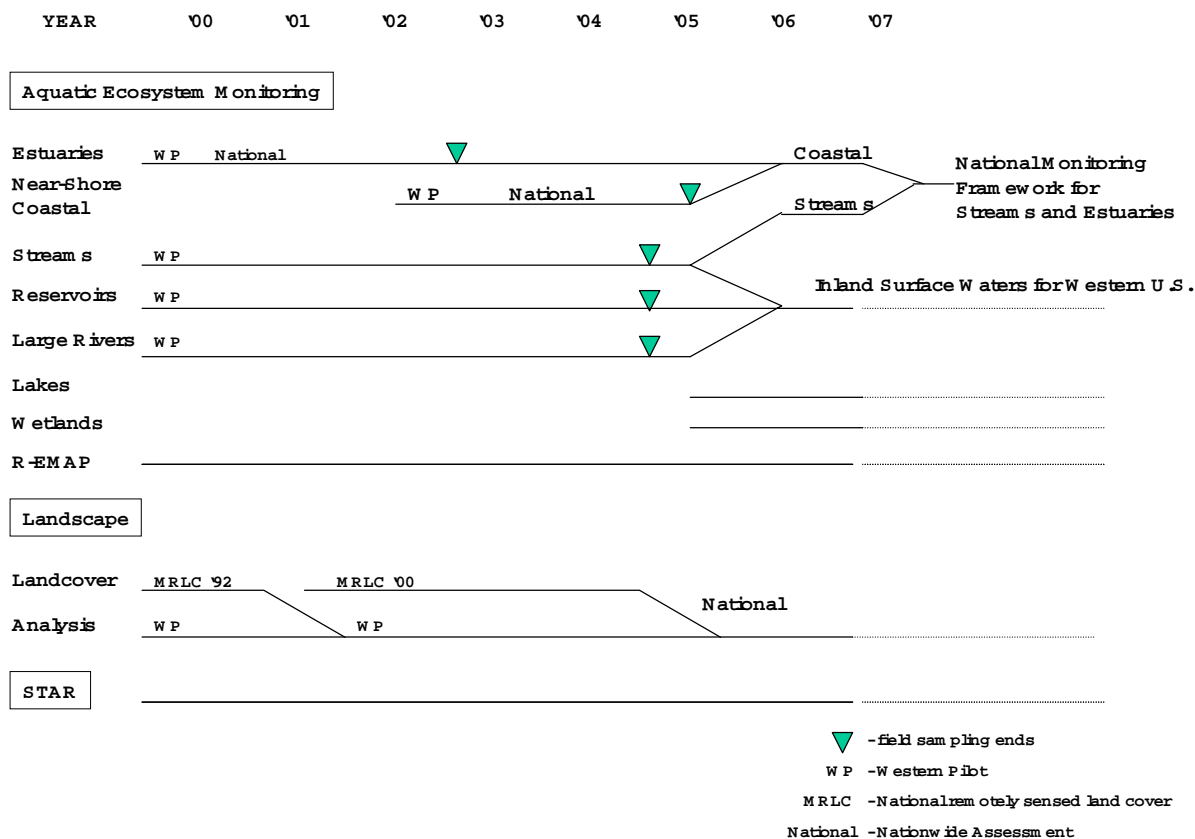 YEAR '00 '01 '02 '03 '04 '05 '06 '07
Aquatic Ecosystem Monitoring
Estuaries WP National Coastal
Near-Shore
Coastal WP National
National Monitoring
Framework for
Streams and Estuaries
Streams
Streams WP
Reservoirs WP Inland Surface Waters for Western U.S.
Large Rivers WP
Lakes
Wetlands
R-EMAP
Landscape
Landcover MRLC '92 MRLC '00
National
Analysis WP WP
STAR
-field sampling ends
WP -Western Pilot
MRLC -National remotely sensed land cover
National -Nationwide Assessment